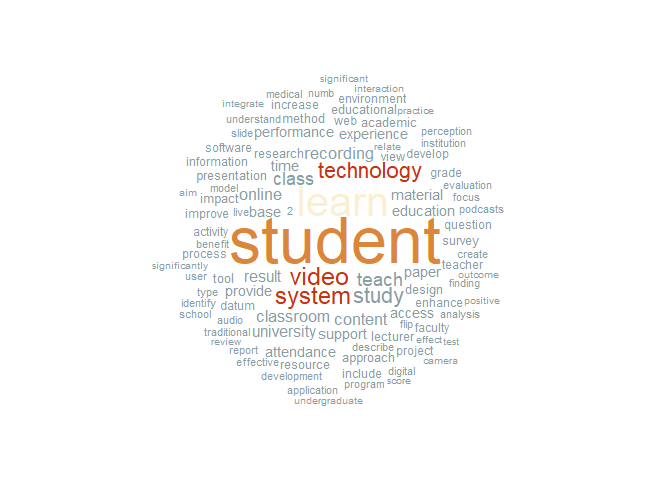 significant
medical numb interaction
integrate increase environment
educational practice
understand method web academic
slide performance experience perception
software relate institution
research recording view develop
information time technology grade
presentation class evaluation
aim model learn material focus
impact online
improve live base 2 education podcasts
activity student question
benefit survey
process create
significantly teacher
user tool result video teach paper outcome
finding
type provide system study design
identify datum enhance positive
school access analysis
audio classroom content flip
traditional university support lecturer faculty
review effect test
report attendance describe project
effective resource approach camera
development include digital
program score
application
undergraduate